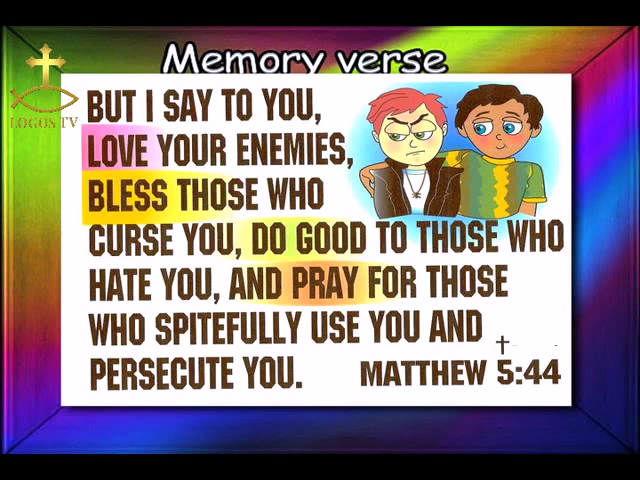 Memory verse
LOGOS TV
BUT I SAY TO YOU,
LOVE YOUR ENEMIES,
BLESS THOSE WHO
CURSE YOU, DO GOOD TO THOSE WHO
HATE YOU, AND PRAY FOR THOSE
WHO SPITEFULLY USE YOU AND
PERSECUTE YOU. MATTHEW 5:44